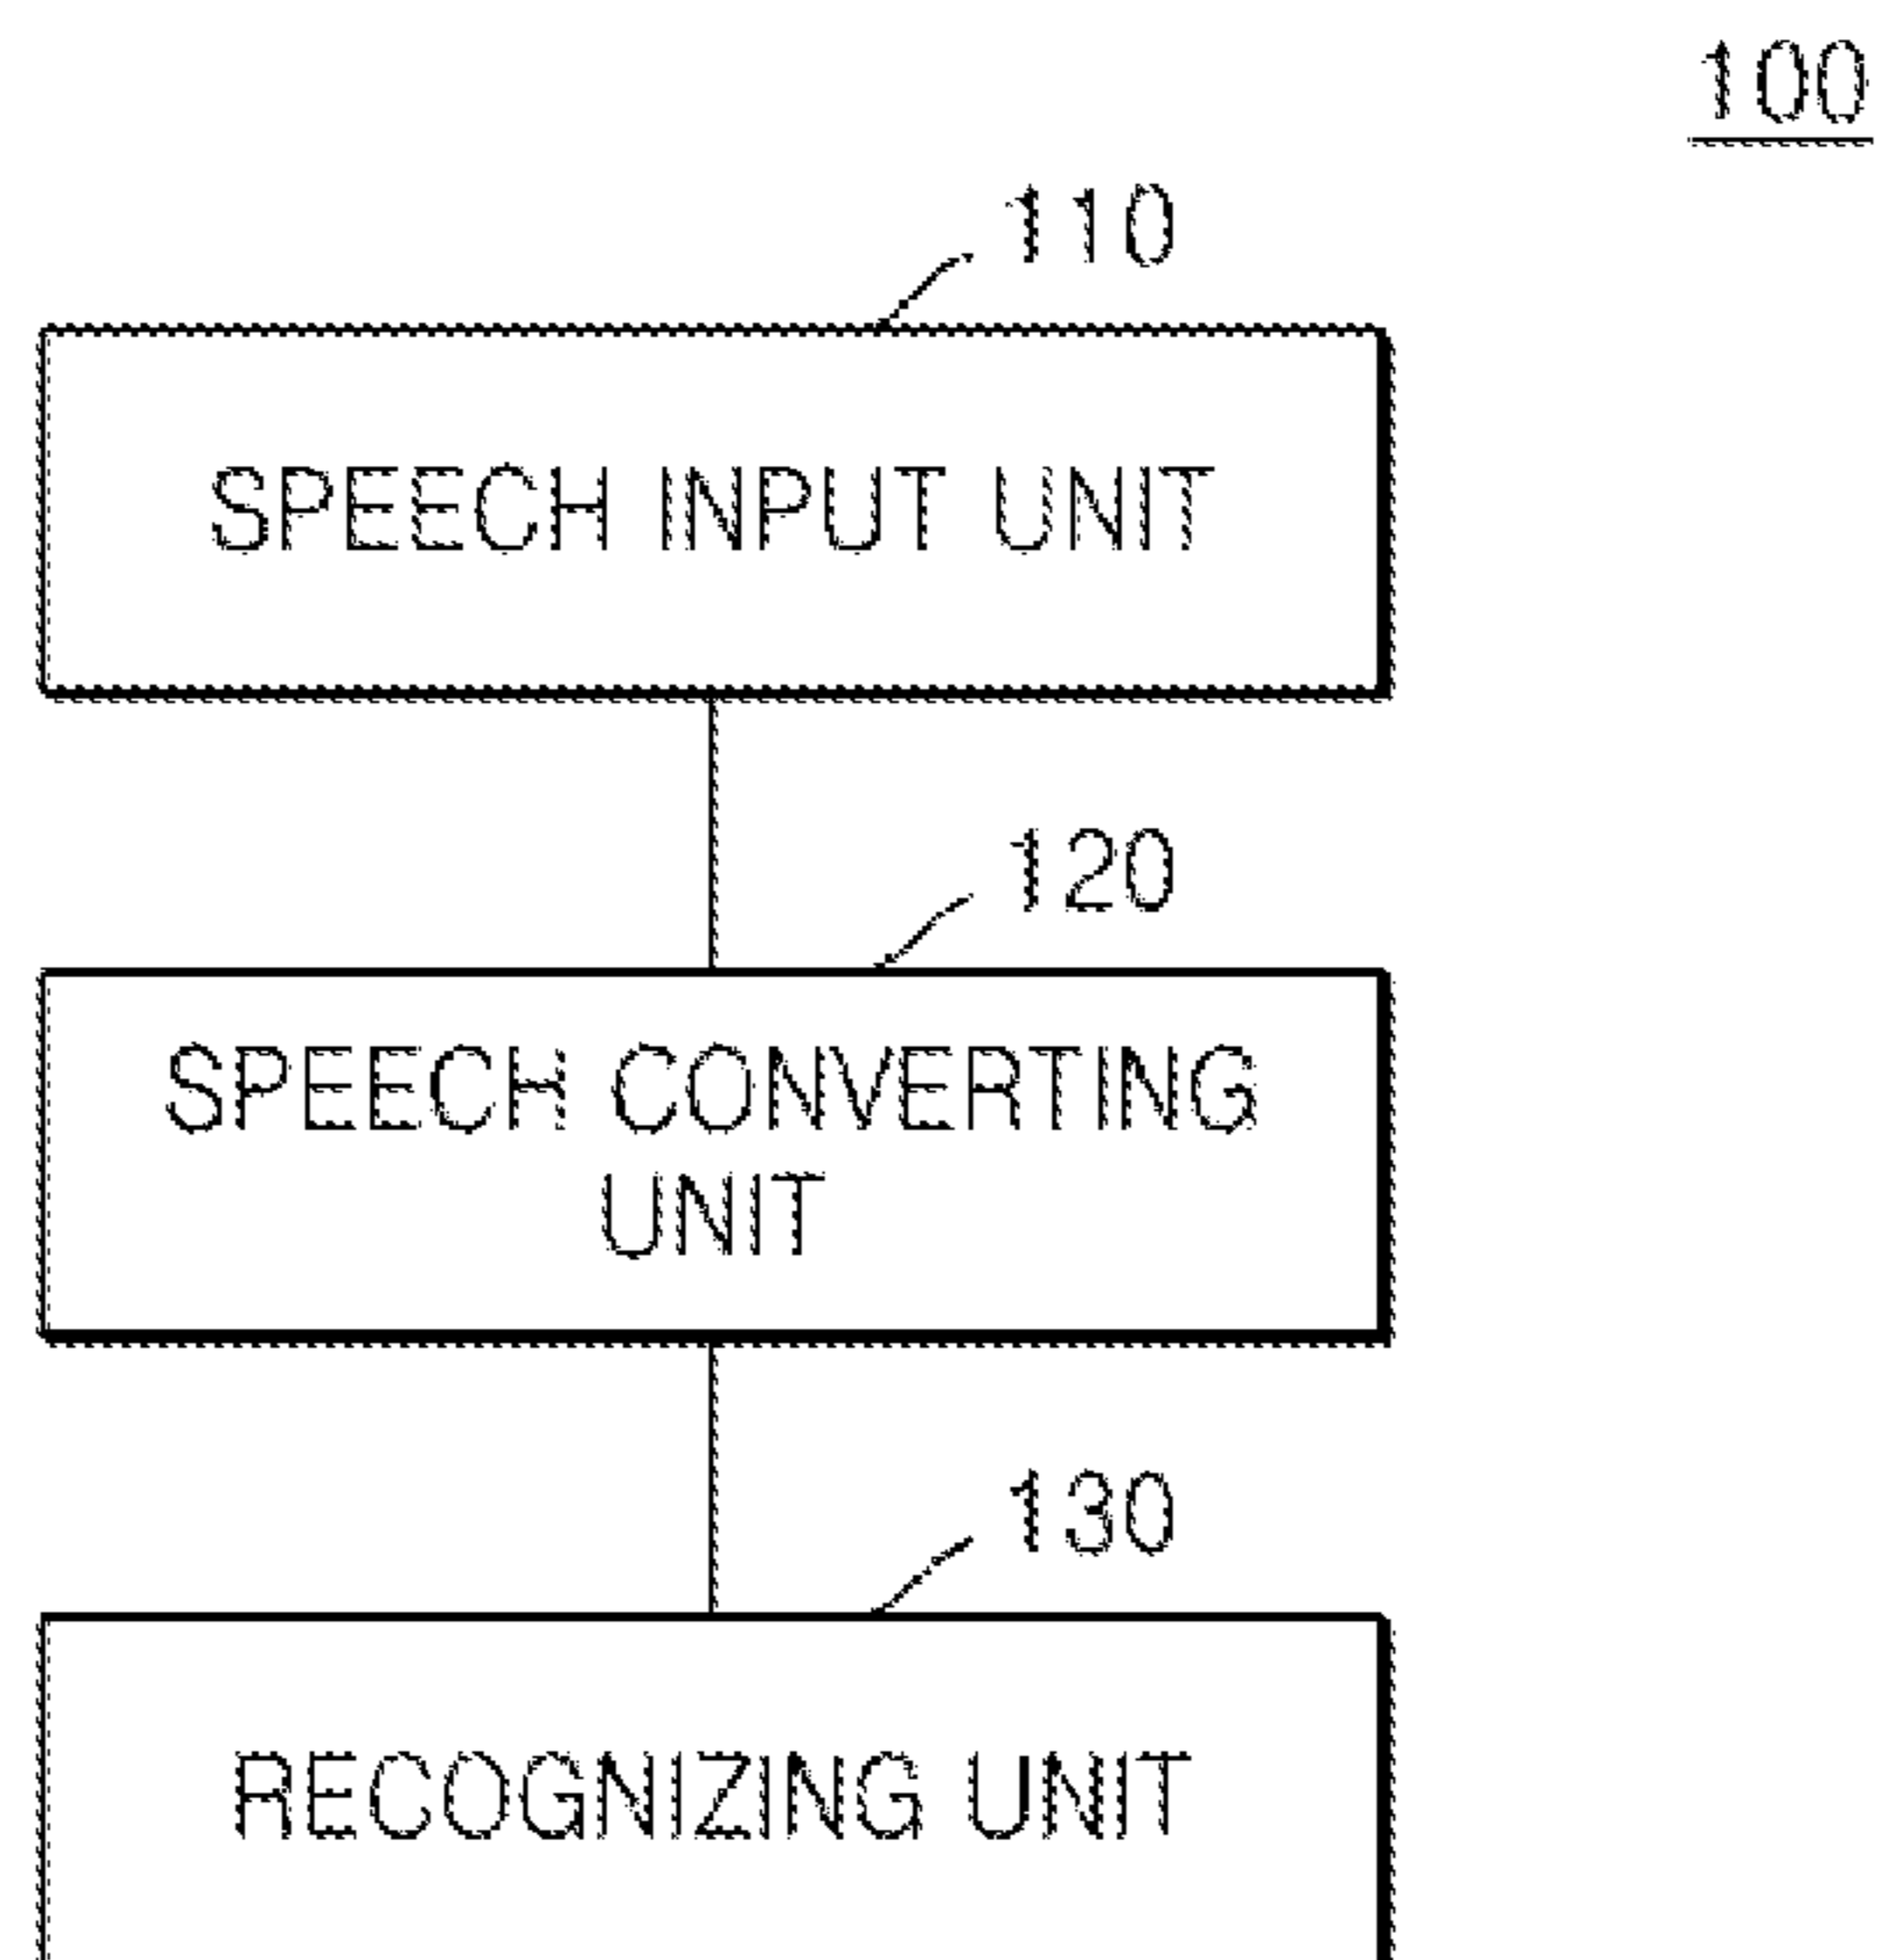 100
110
SPEECH INPUT UNIT
120
SPEECH CONVERTING
UNIT
130
RECOGNIZING UNIT